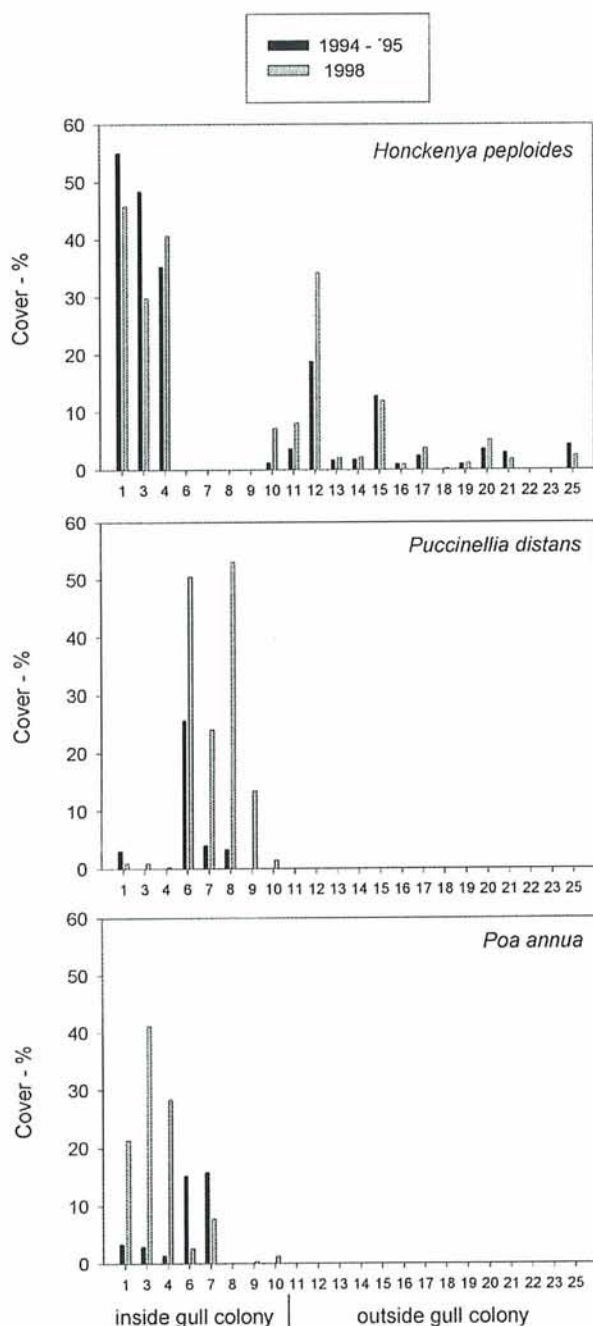 1994 - '95
1998
Honckenya peploides
60
50
40
30
20
10
0
Cover - %
1 3 4 6 7 8 9 10 11 12 13 14 15 16 17 18 19 20 21 22 23 25
Puccinellia distans
60
50
40
30
20
10
0
Cover - %
1 3 4 6 7 8 9 10 11 12 13 14 15 16 17 18 19 20 21 22 23 25
Poa annua
60
50
40
30
20
10
0
Cover - %
1 3 4 6 7 8 9 10 11 12 13 14 15 16 17 18 19 20 21 22 23 25
inside gull colony outside gull colony